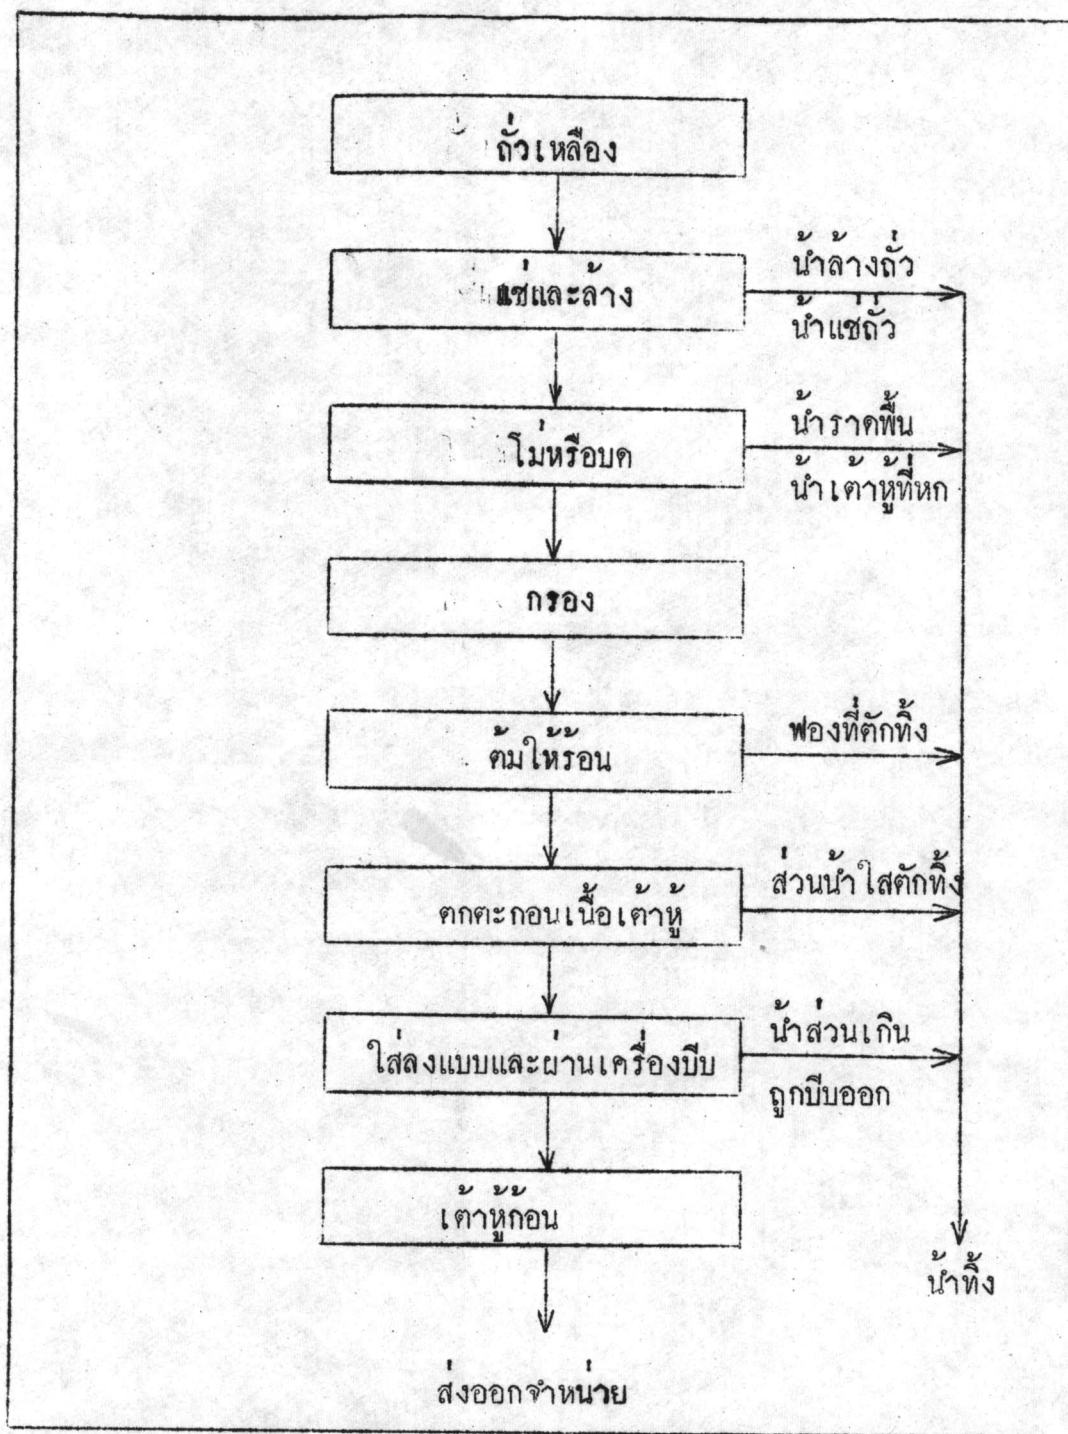 ถั่วเหลือง
แช่และล้าง
น้ำล้างถั่ว
น้ำแช่ถั่ว
โม่หรือบด
น้ำราดพื้น
น้ำเต้าหู้ที่หก
กรอง
ต้มให้ร้อน
ฟองที่ตักทิ้ง
ตกตะกอนเนื้อเต้าหู้
ส่วนน้ำใสตักทิ้ง
ใส่ลงแบบและผ่านเครื่องบีบ
น้ำส่วนเกิน
ถูกบีบออก
เต้าหู้ก้อน
น้ำทิ้ง
ส่งออกจำหน่าย